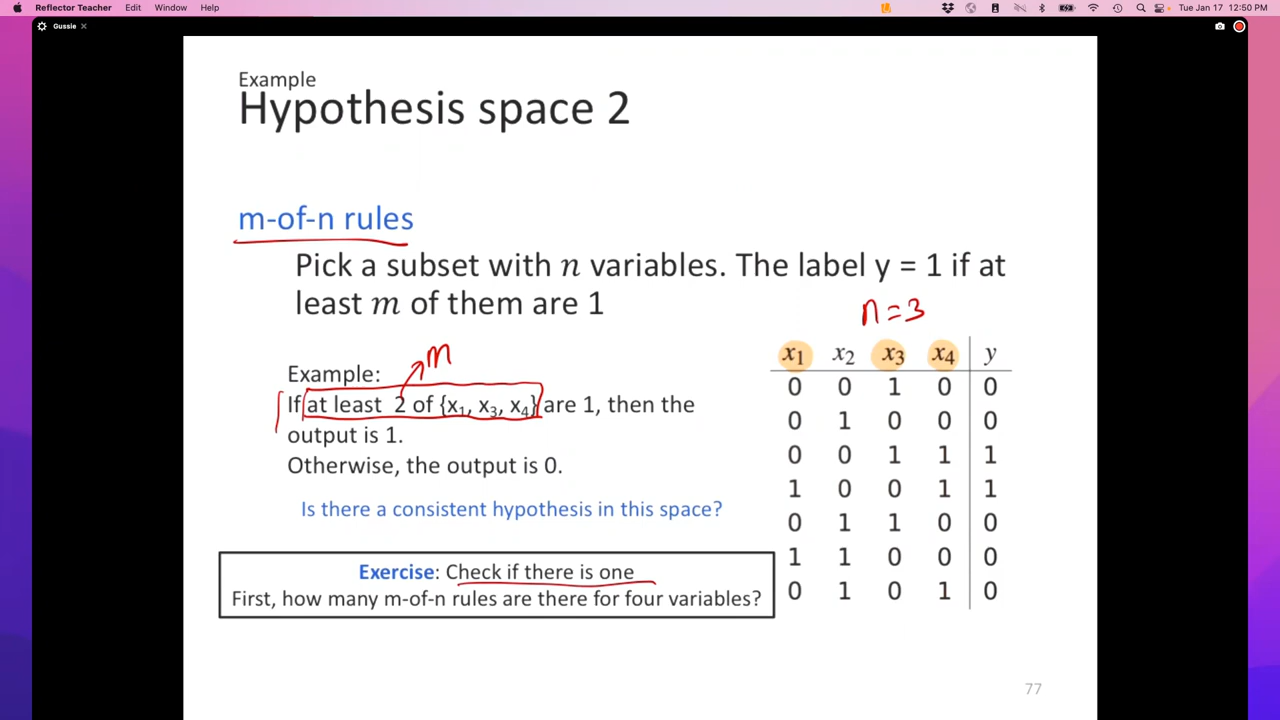 Reflector Teacher Edit Window Help Tue Jan 17 12:50 PM
Gussie ×
Example
Hypothesis space 2
m-of-n rules
Pick a subset with n variables. The label y = 1 if at
least m of them are 1
n = 3
m
Example:
If at least 2 of {x₁, x₃, x₄} are 1, then the
output is 1.
Otherwise, the output is 0.
Is there a consistent hypothesis in this space?
Exercise: Check if there is one
First, how many m-of-n rules are there for four variables?
x₁ x₂ x₃ x₄ y
0 0 1 0 0
0 1 0 0 0
0 0 1 1 1
1 0 0 1 1
0 1 1 0 0
1 1 0 0 0
0 1 0 1 0
77